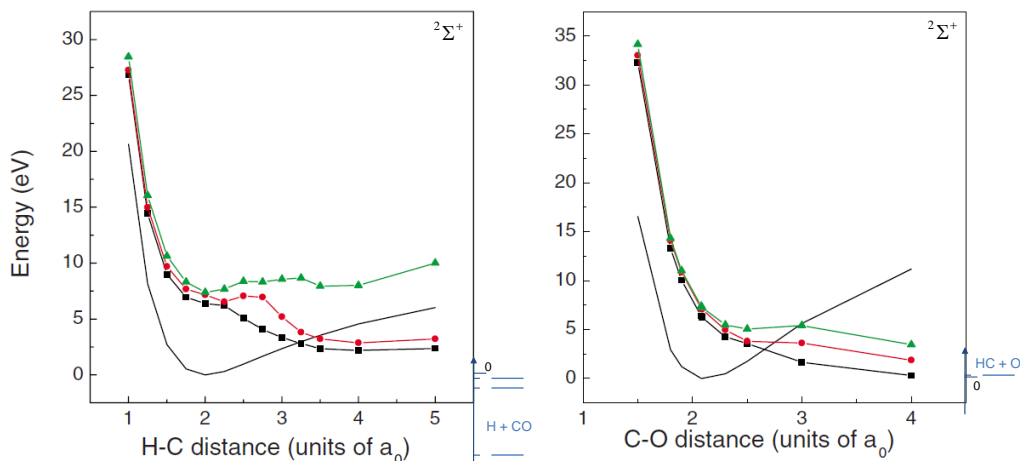 ²Σ⁺
30
25
20
15
10
5
0
Energy (eV)
1 2 3 4 5
H-C distance (units of a₀)
0
H + CO
²Σ⁺
35
30
25
20
15
10
5
0
1 2 3 4
C-O distance (units of a₀)
HC + O
0